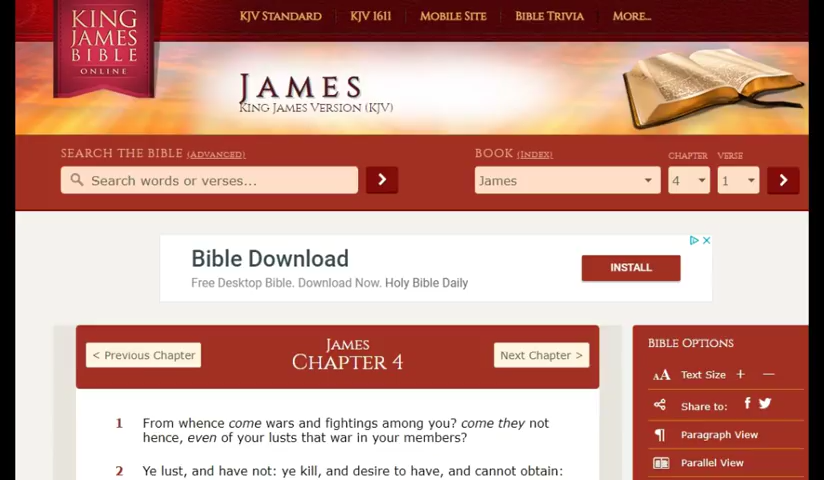 KING
JAMES
BIBLE
ONLINE
KJV STANDARD KJV 1611 MOBILE SITE BIBLE TRIVIA MORE...
JAMES
KING JAMES VERSION (KJV)
SEARCH THE BIBLE (ADVANCED)
Search words or verses...
BOOK (INDEX) CHAPTER VERSE
James 4 1
Bible Download
Free Desktop Bible. Download Now. Holy Bible Daily
INSTALL
< Previous Chapter
JAMES
CHAPTER 4
Next Chapter >
1 From whence come wars and fightings among you? come they not
hence, even of your lusts that war in your members?
2 Ye lust, and have not: ye kill, and desire to have, and cannot obtain:
BIBLE OPTIONS
AA Text Size + —
Share to:
Paragraph View
Parallel View